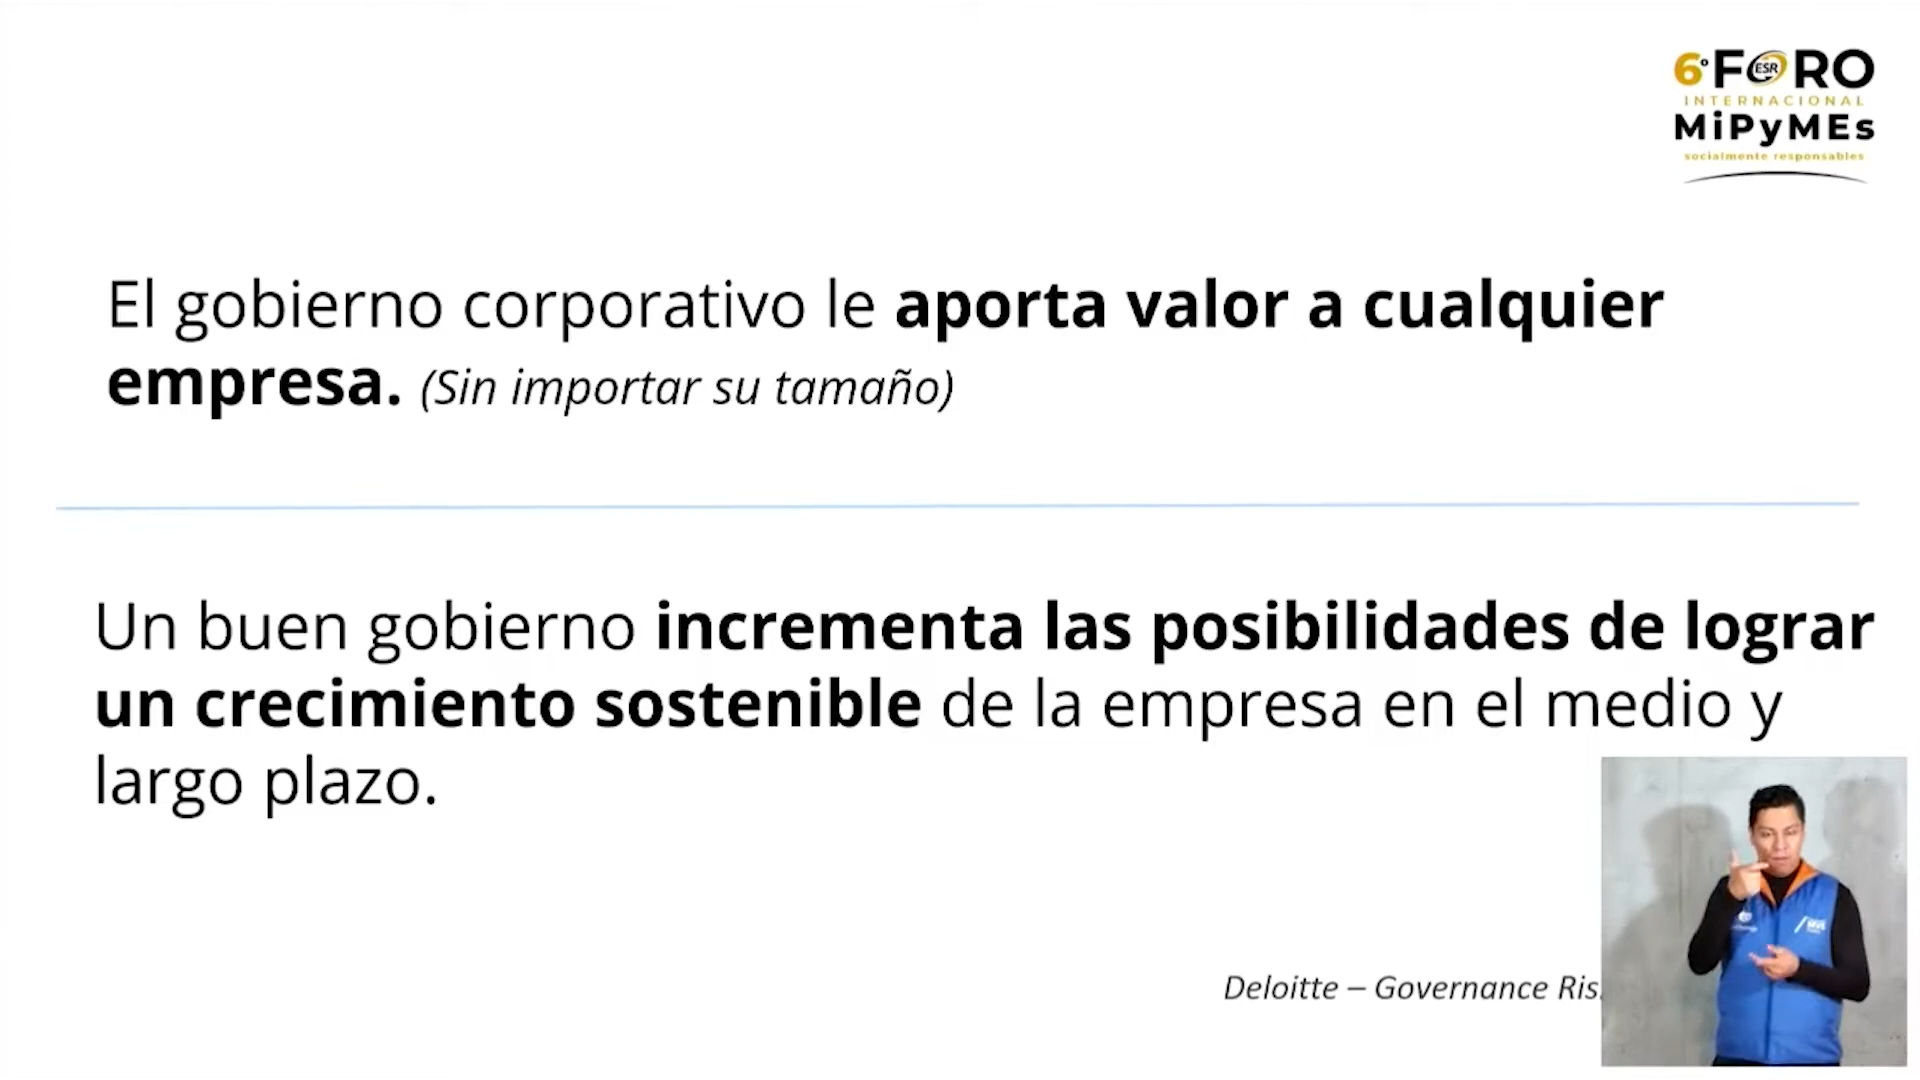 6º FORO
ESR
INTERNACIONAL
MiPyMEs
socialmente responsables
El gobierno corporativo le aporta valor a cualquier
empresa. (Sin importar su tamaño)
Un buen gobierno incrementa las posibilidades de lograr
un crecimiento sostenible de la empresa en el medio y
largo plazo.
Deloitte – Governance